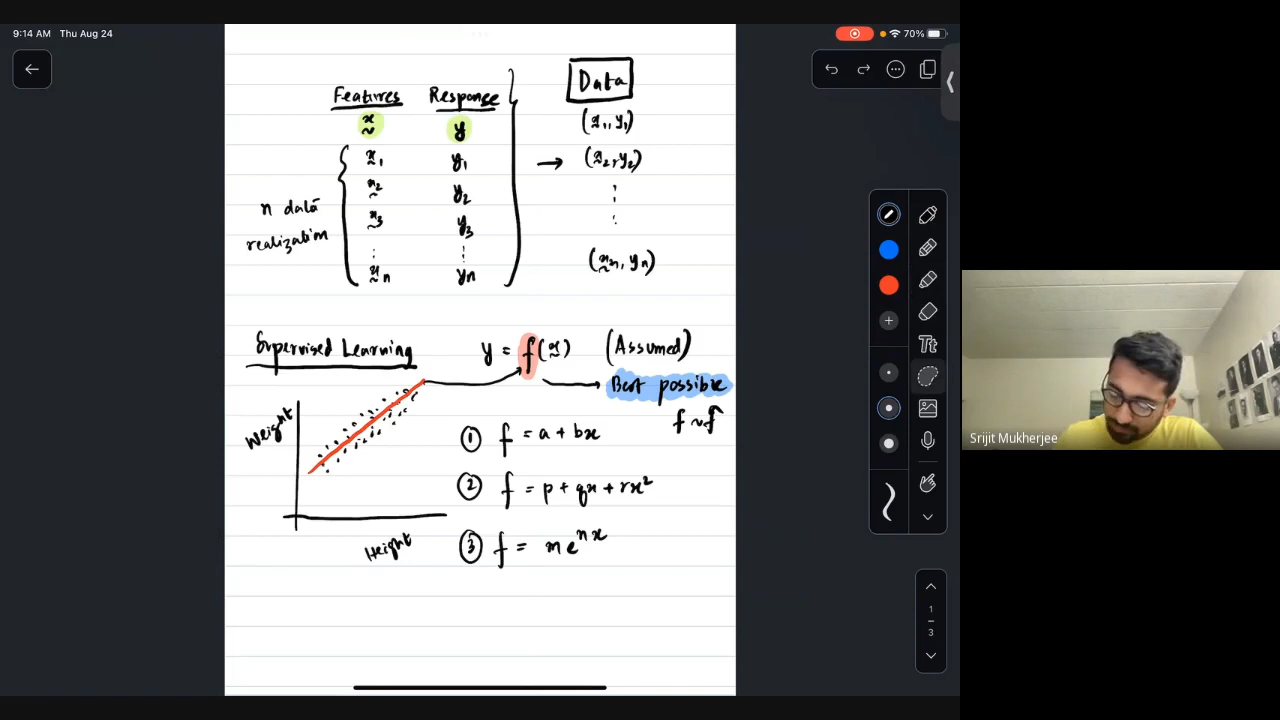 9:14 AM Thu Aug 24
70%
Data
Features Response
x y
(x1, y1)
x1 y1
(x2, y2)
x2 y2
x3 y3
n data
realization
xn yn
(xn, yn)
Supervised Learning
y = f(x) (Assumed)
Best possible
Weight
f ~ f̂
① f = a + bx
② f = p + qx + rx²
③ f = me^nx
Height
Tt
1
3
Srijit Mukherjee